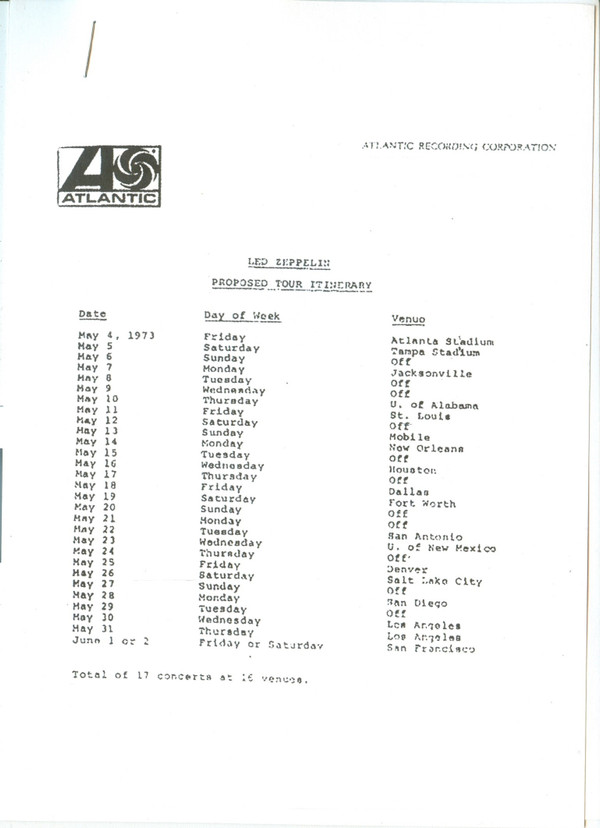 ATLANTIC RECORDING CORPORATION
A
ATLANTIC
LED ZEPPELIN
PROPOSED TOUR ITINERARY
Date Day of Week Venue
May 4, 1973 Friday Atlanta Stadium
May 5 Saturday Tampa Stadium
May 6 Sunday Off
May 7 Monday Jacksonville
May 8 Tuesday Off
May 9 Wednesday Off
May 10 Thursday U. of Alabama
May 11 Friday St. Louis
May 12 Saturday Off
May 13 Sunday Mobile
May 14 Monday New Orleans
May 15 Tuesday Off
May 16 Wednesday Houston
May 17 Thursday Off
May 18 Friday Dallas
May 19 Saturday Fort Worth
May 20 Sunday Off
May 21 Monday Off
May 22 Tuesday San Antonio
May 23 Wednesday U. of New Mexico
May 24 Thursday Off
May 25 Friday Denver
May 26 Saturday Salt Lake City
May 27 Sunday Off
May 28 Monday San Diego
May 29 Tuesday Off
May 30 Wednesday Los Angeles
May 31 Thursday Los Angeles
June 1 or 2 Friday or Saturday San Francisco
Total of 17 concerts at 16 venues.